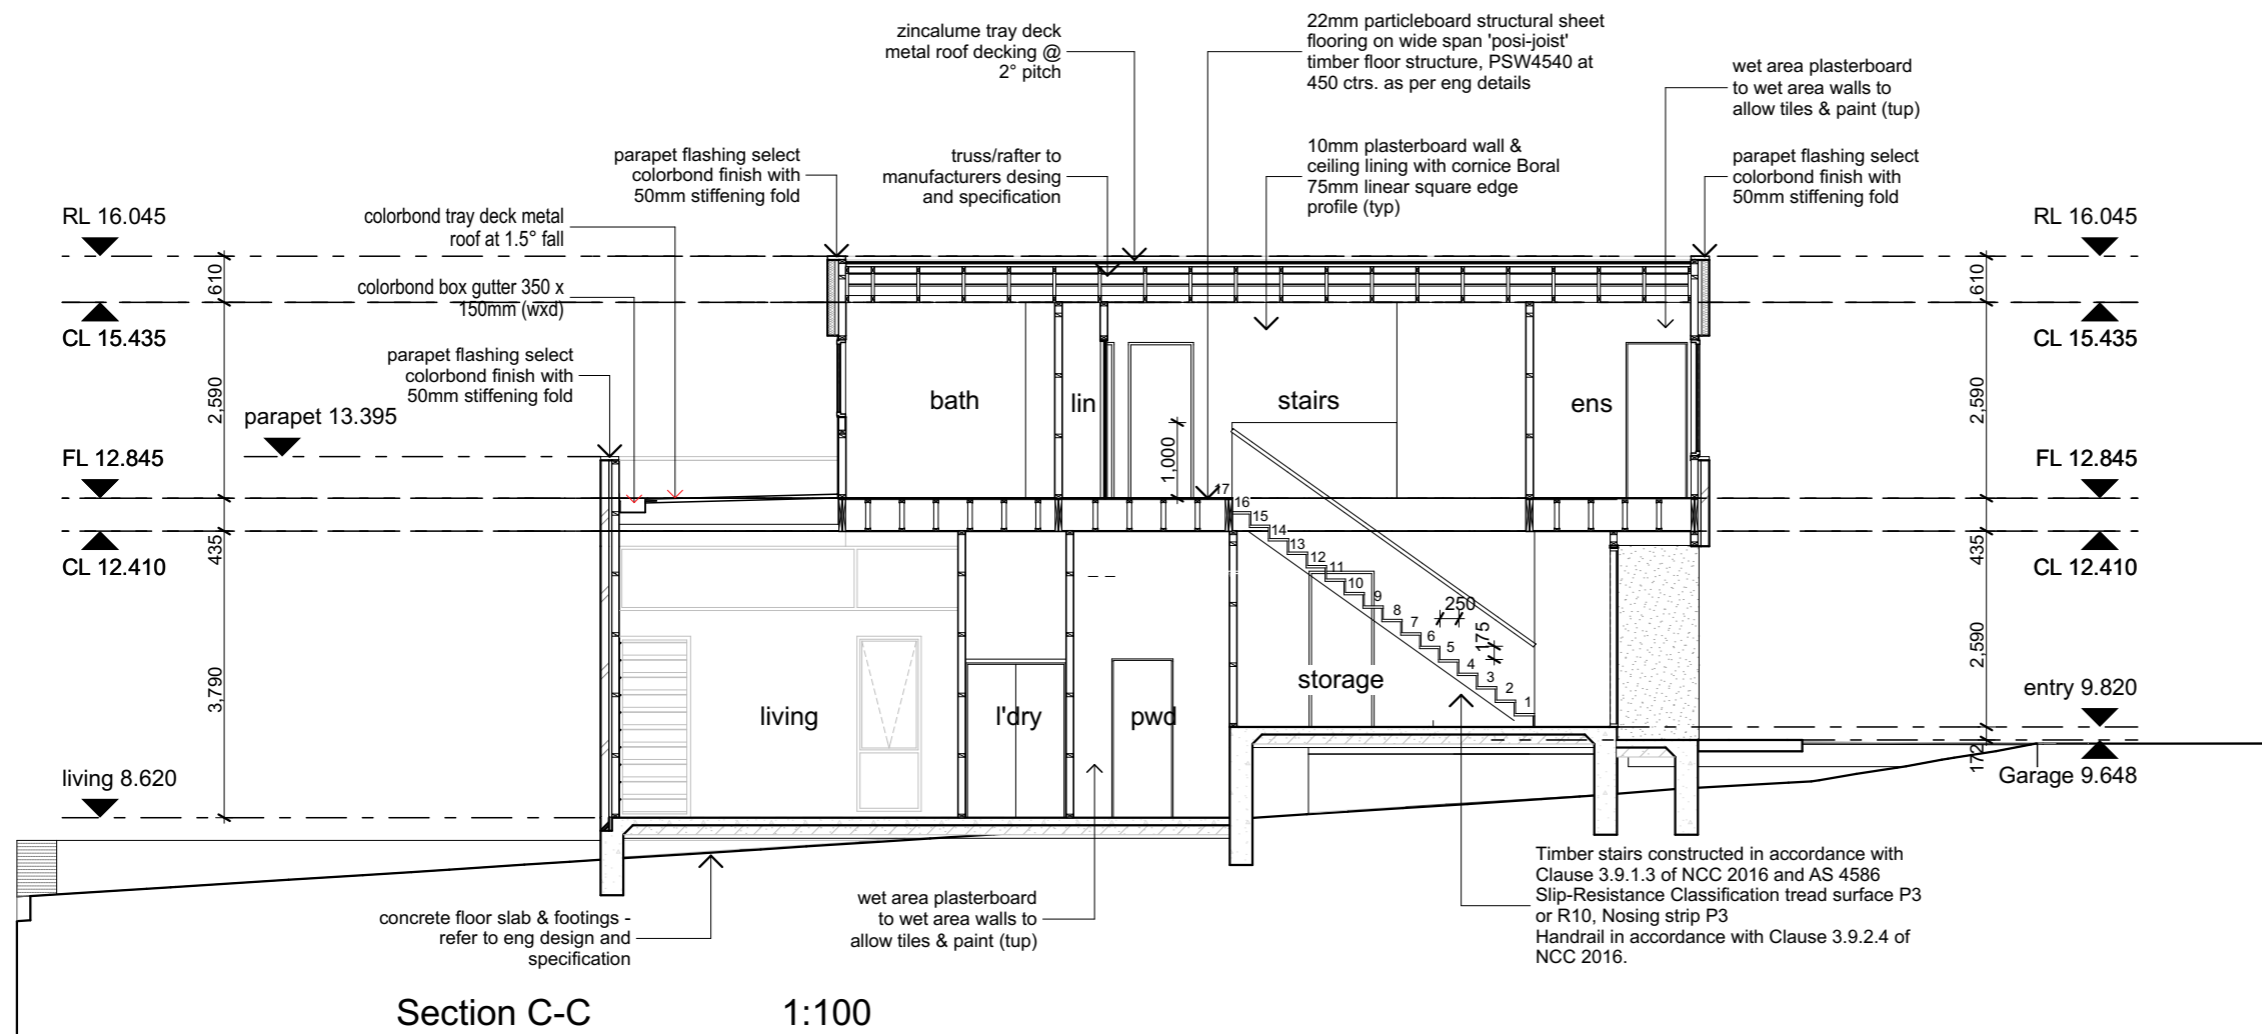 zincalume tray deck
metal roof decking @
2° pitch
22mm particleboard structural sheet
flooring on wide span 'posi-joist'
timber floor structure, PSW4540 at
450 ctrs. as per eng details
wet area plasterboard
to wet area walls to
allow tiles & paint (tup)
parapet flashing select
colorbond finish with
50mm stiffening fold
truss/rafter to
manufacturers desing
and specification
10mm plasterboard wall &
ceiling lining with cornice Boral
75mm linear square edge
profile (typ)
parapet flashing select
colorbond finish with
50mm stiffening fold
RL 16.045
colorbond tray deck metal
roof at 1.5° fall
RL 16.045
610
colorbond box gutter 350 x
150mm (wxd)
610
CL 15.435
CL 15.435
parapet flashing select
colorbond finish with
50mm stiffening fold
2,590
parapet 13.395
bath
lin
stairs
ens
2,590
FL 12.845
1,000
FL 12.845
17
16
15
14
13
12
11
10
9
8
7
6
5
4
3
2
1
435
CL 12.410
435
CL 12.410
250
175
3,790
2,590
living
l'dry
pwd
storage
entry 9.820
living 8.620
172
Garage 9.648
concrete floor slab & footings -
refer to eng design and
specification
wet area plasterboard
to wet area walls to
allow tiles & paint (tup)
Timber stairs constructed in accordance with
Clause 3.9.1.3 of NCC 2016 and AS 4586
Slip-Resistance Classification tread surface P3
or R10, Nosing strip P3
Handrail in accordance with Clause 3.9.2.4 of
NCC 2016.
Section C-C 1:100